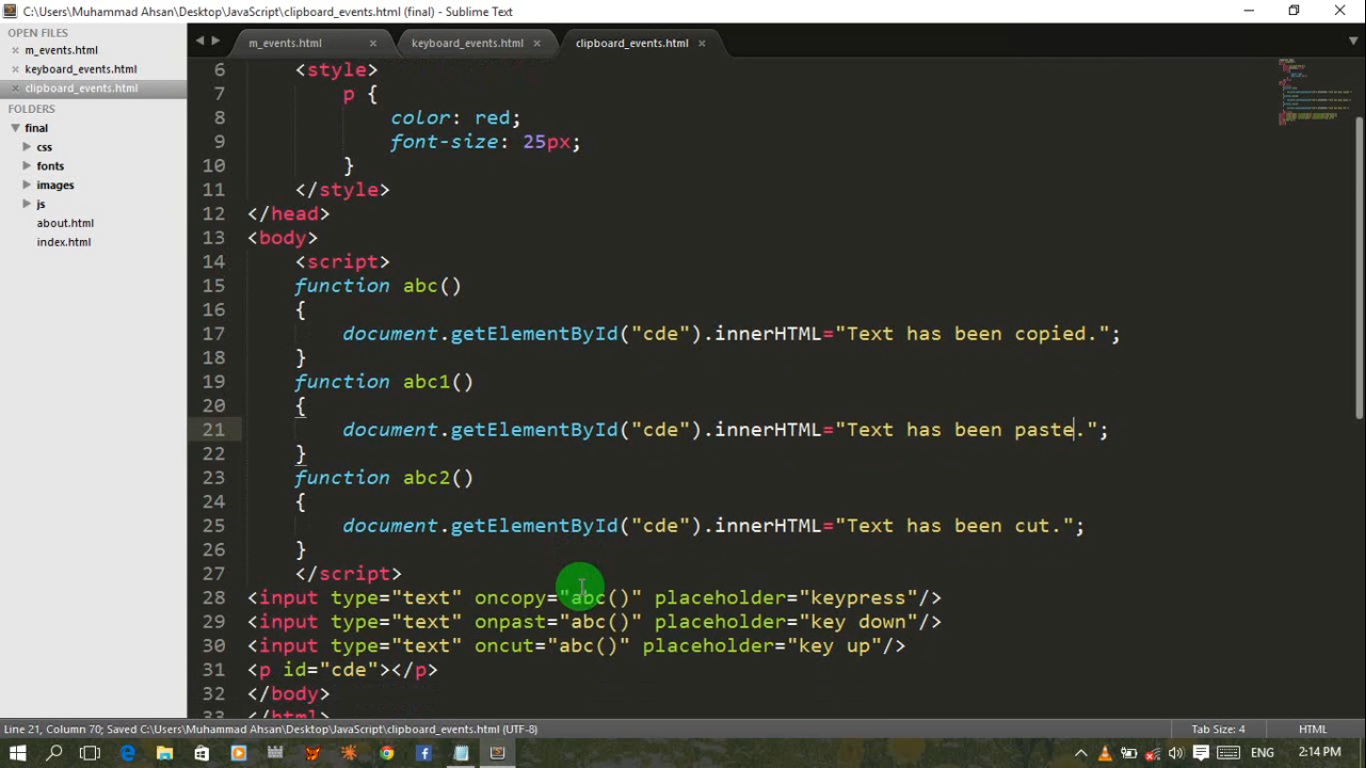 C:\Users\Muhammad Ahsan\Desktop\JavaScript\clipboard_events.html (final) - Sublime Text
OPEN FILES
m_events.html
keyboard_events.html
clipboard_events.html
FOLDERS
final
css
fonts
images
js
about.html
index.html
m_events.html
keyboard_events.html
clipboard_events.html
6 <style>
7 p {
8 color: red;
9 font-size: 25px;
10 }
11 </style>
12 </head>
13 <body>
14 <script>
15 function abc()
16 {
17 document.getElementById("cde").innerHTML="Text has been copied.";
18 }
19 function abc1()
20 {
21 document.getElementById("cde").innerHTML="Text has been paste.";
22 }
23 function abc2()
24 {
25 document.getElementById("cde").innerHTML="Text has been cut.";
26 }
27 </script>
28 <input type="text" oncopy="abc()" placeholder="keypress"/>
29 <input type="text" onpast="abc()" placeholder="key down"/>
30 <input type="text" oncut="abc()" placeholder="key up"/>
31 <p id="cde"></p>
32 </body>
33 </html>
Line 21, Column 70; Saved C:\Users\Muhammad Ahsan\Desktop\JavaScript\clipboard_events.html (UTF-8)
Tab Size: 4
HTML
ENG
2:14 PM